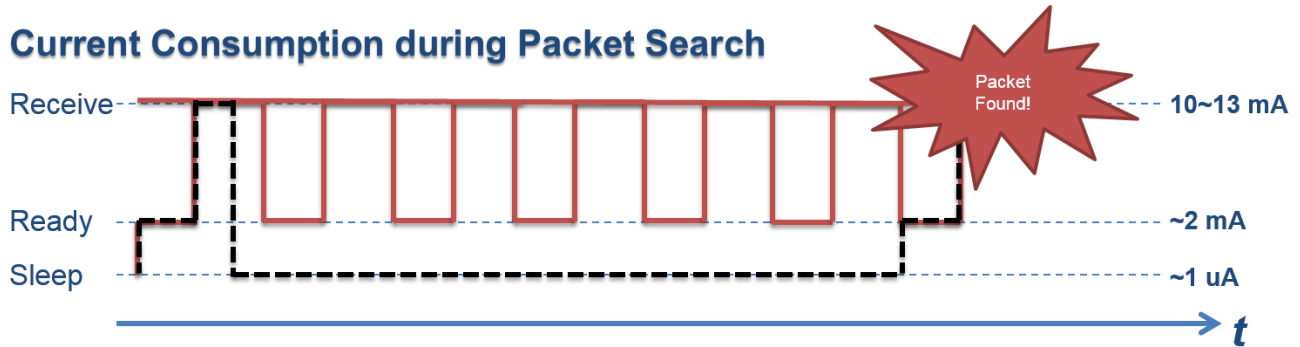 Current Consumption during Packet Search
Packet
Found!
Receive
10~13 mA
Ready
~2 mA
Sleep
~1 uA
t